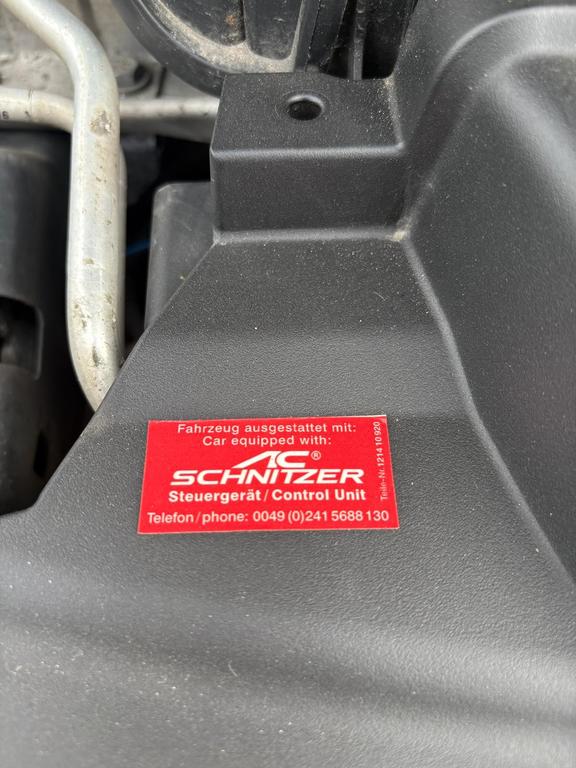 Fahrzeug ausgestattet mit:
Car equipped with:
AC®
SCHNITZER
Steuergerät/Control Unit
Telefon/phone: 0049 (0)241 5688 130
Teile-Nr. 1214 10 920